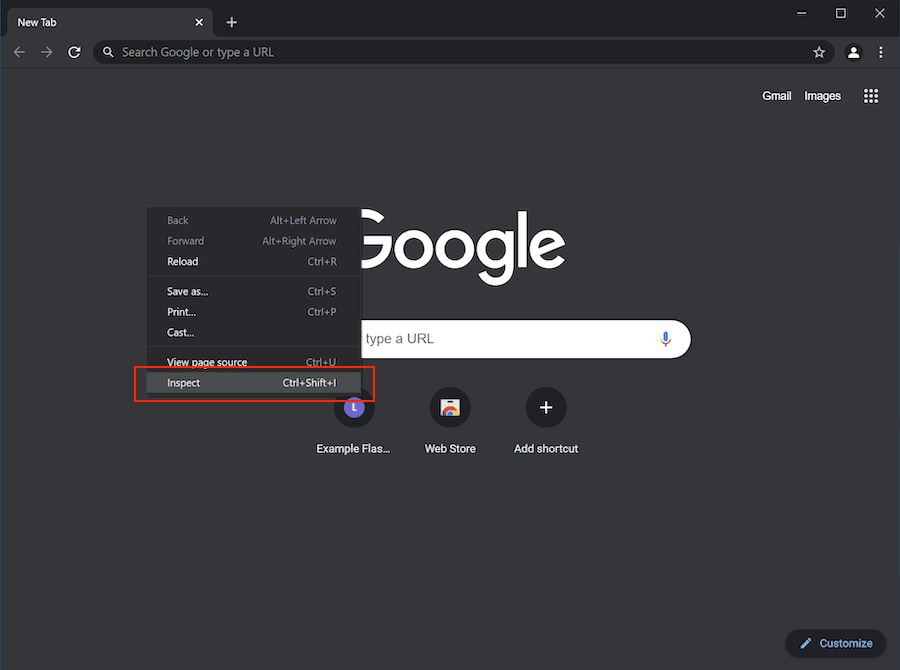 New Tab
Search Google or type a URL
Gmail Images
Google
Back Alt+Left Arrow
Forward Alt+Right Arrow
Reload Ctrl+R
Save as... Ctrl+S
Print... Ctrl+P
Cast...
type a URL
View page source Ctrl+U
Inspect Ctrl+Shift+I
L
Example Flas... Web Store Add shortcut
Customize